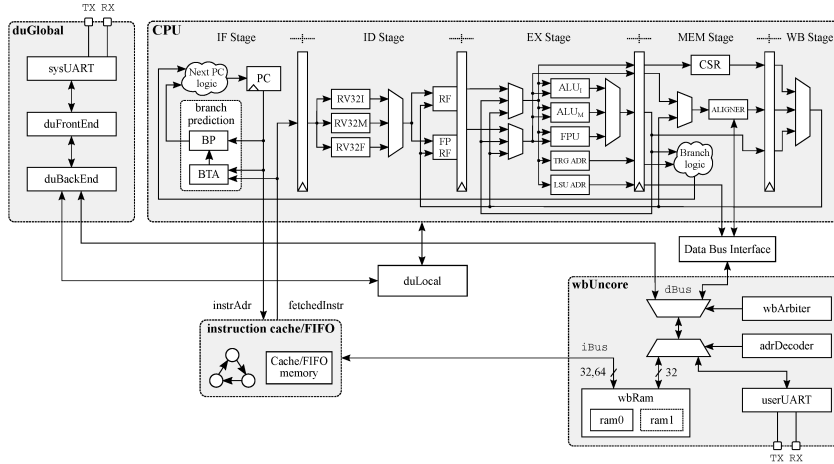 TX RX
duGlobal
CPU
IF Stage
ID Stage
EX Stage
MEM Stage
WB Stage
sysUART
duFrontEnd
duBackEnd
Next PC
logic
PC
branch
prediction
BP
BTA
RV32I
RV32M
RV32F
RF
FP
RF
ALUI
ALUM
FPU
TRG ADR
LSU ADR
CSR
ALIGNER
Branch
logic
Data Bus Interface
duLocal
instrAdr
fetchedInstr
instruction cache/FIFO
Cache/FIFO
memory
wbUncore
dBus
wbArbiter
adrDecoder
iBus
32,64
32
wbRam
ram0
ram1
userUART
TX RX